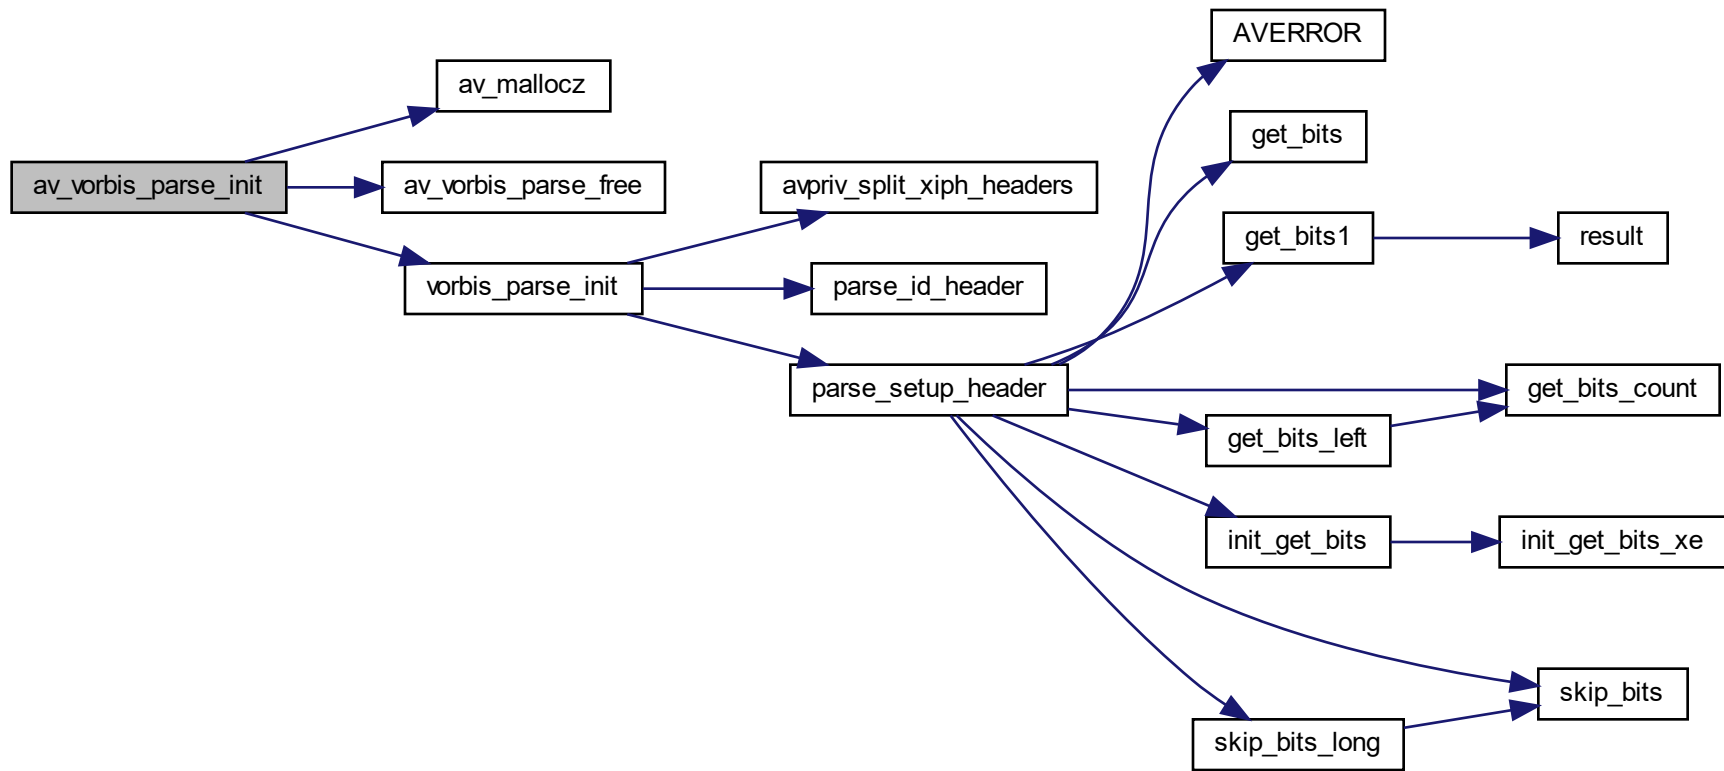 AVERROR
av_mallocz
get_bits
av_vorbis_parse_init
av_vorbis_parse_free
avpriv_split_xiph_headers
get_bits1
result
vorbis_parse_init
parse_id_header
parse_setup_header
get_bits_count
get_bits_left
init_get_bits
init_get_bits_xe
skip_bits
skip_bits_long